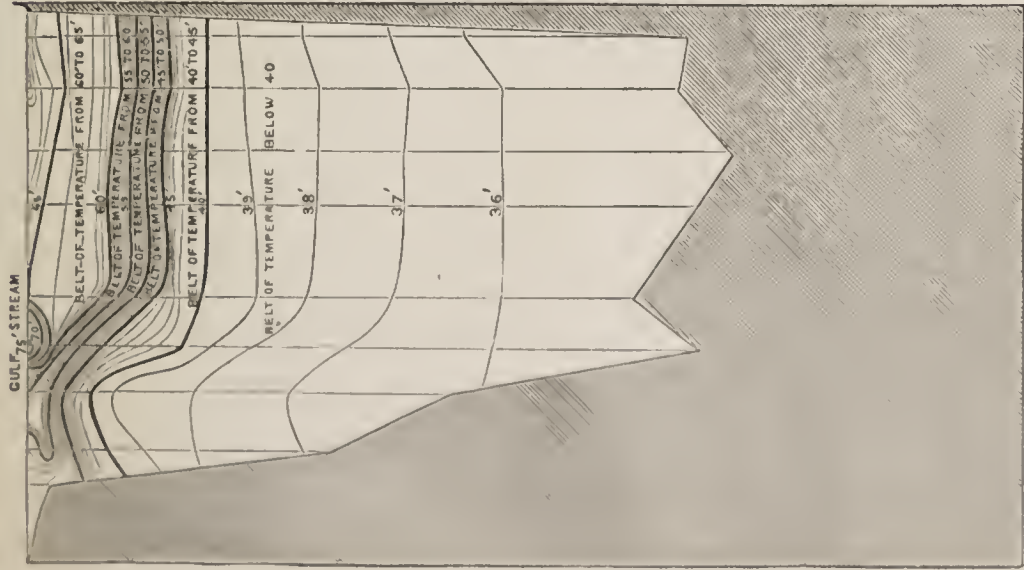 GULF STREAM
75'
70'
65'
BELT-OF-TEMPERATURE FROM 60 TO 65'
60'
BELT OF TEMPERATURE FROM 55 TO 60
55
BELT OF TEMPERATURE FROM 50 TO 55
BELT OF TEMPERATURE FROM 45 TO 50
45'
40'
BELT OF TEMPERATURE FROM 40 TO 45'
39'
BELT OF TEMPERATURE BELOW 40
38'
37'
36'